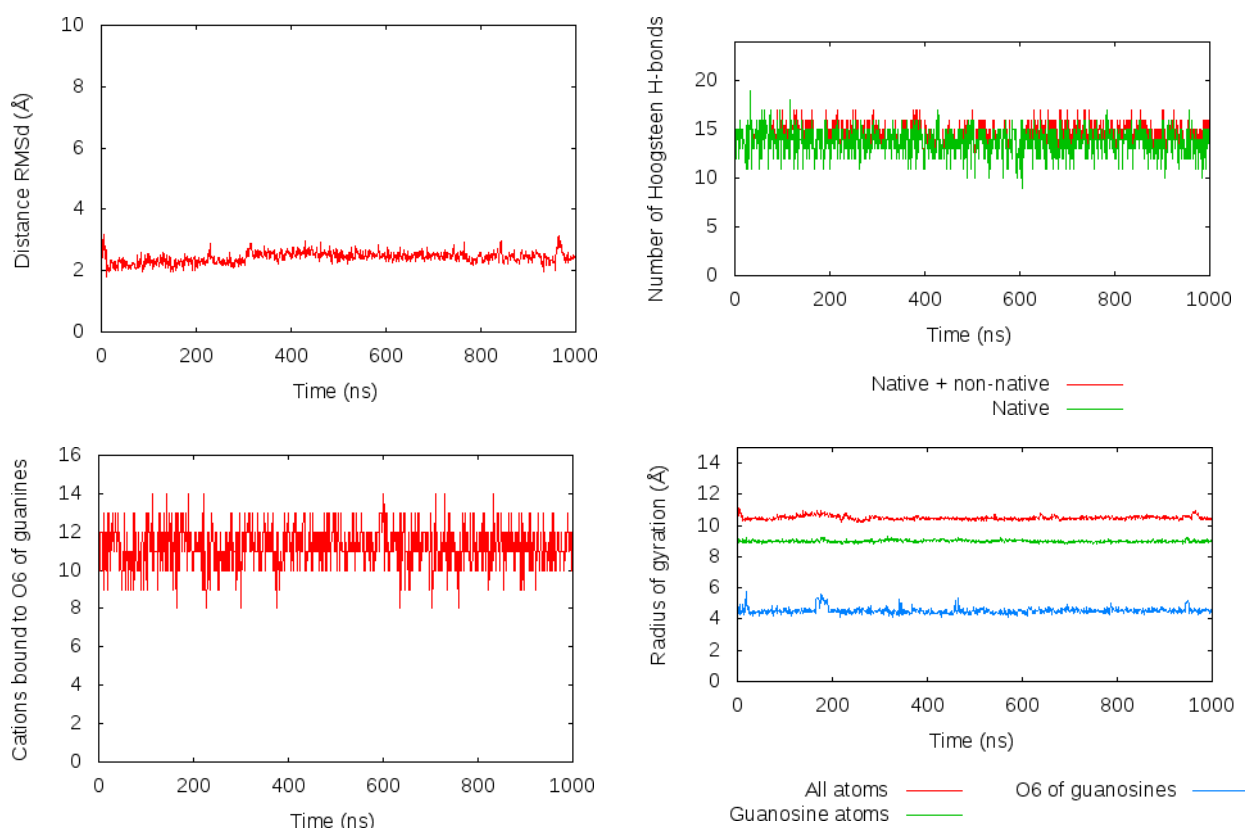 10
8
6
4
2
0
Distance RMSd (Å)
0 200 400 600 800 1000
Time (ns)
20
15
10
5
0
Number of Hoogsteen H-bonds
0 200 400 600 800 1000
Time (ns)
Native + non-native
Native
16
14
12
10
8
6
4
2
0
Cations bound to O6 of guanines
0 200 400 600 800 1000
Time (ns)
14
12
10
8
6
4
2
0
Radius of gyration (Å)
0 200 400 600 800 1000
Time (ns)
All atoms O6 of guanosines
Guanosine atoms